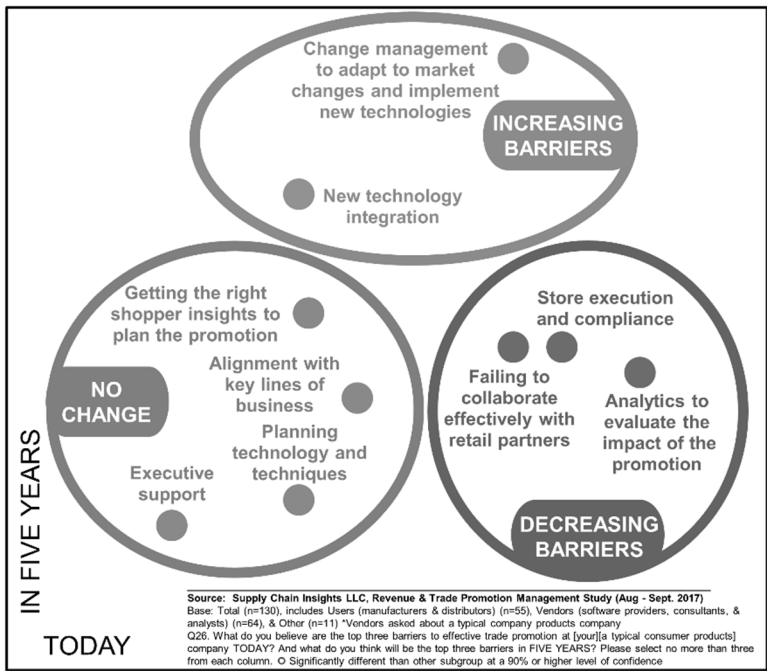 Change management
to adapt to market
changes and implement
new technologies
INCREASING
BARRIERS
New technology
integration
Getting the right
shopper insights to
plan the promotion
Alignment with
key lines of
business
NO
CHANGE
Planning
technology and
techniques
Executive
support
Store execution
and compliance
Failing to
collaborate
effectively with
retail partners
Analytics to
evaluate the
impact of the
promotion
DECREASING
BARRIERS
IN FIVE YEARS
TODAY
Source: Supply Chain Insights LLC, Revenue & Trade Promotion Management Study (Aug - Sept. 2017)
Base: Total (n=130), includes Users (manufacturers & distributors) (n=55), Vendors (software providers, consultants, &
analysts) (n=64), & Other (n=11) *Vendors asked about a typical company products company
Q26. What do you believe are the top three barriers to effective trade promotion at [your][a typical consumer products]
company TODAY? And what do you think will be the top three barriers in FIVE YEARS? Please select no more than three
from each column. O Significantly different than other subgroup at a 90% or higher level of confidence